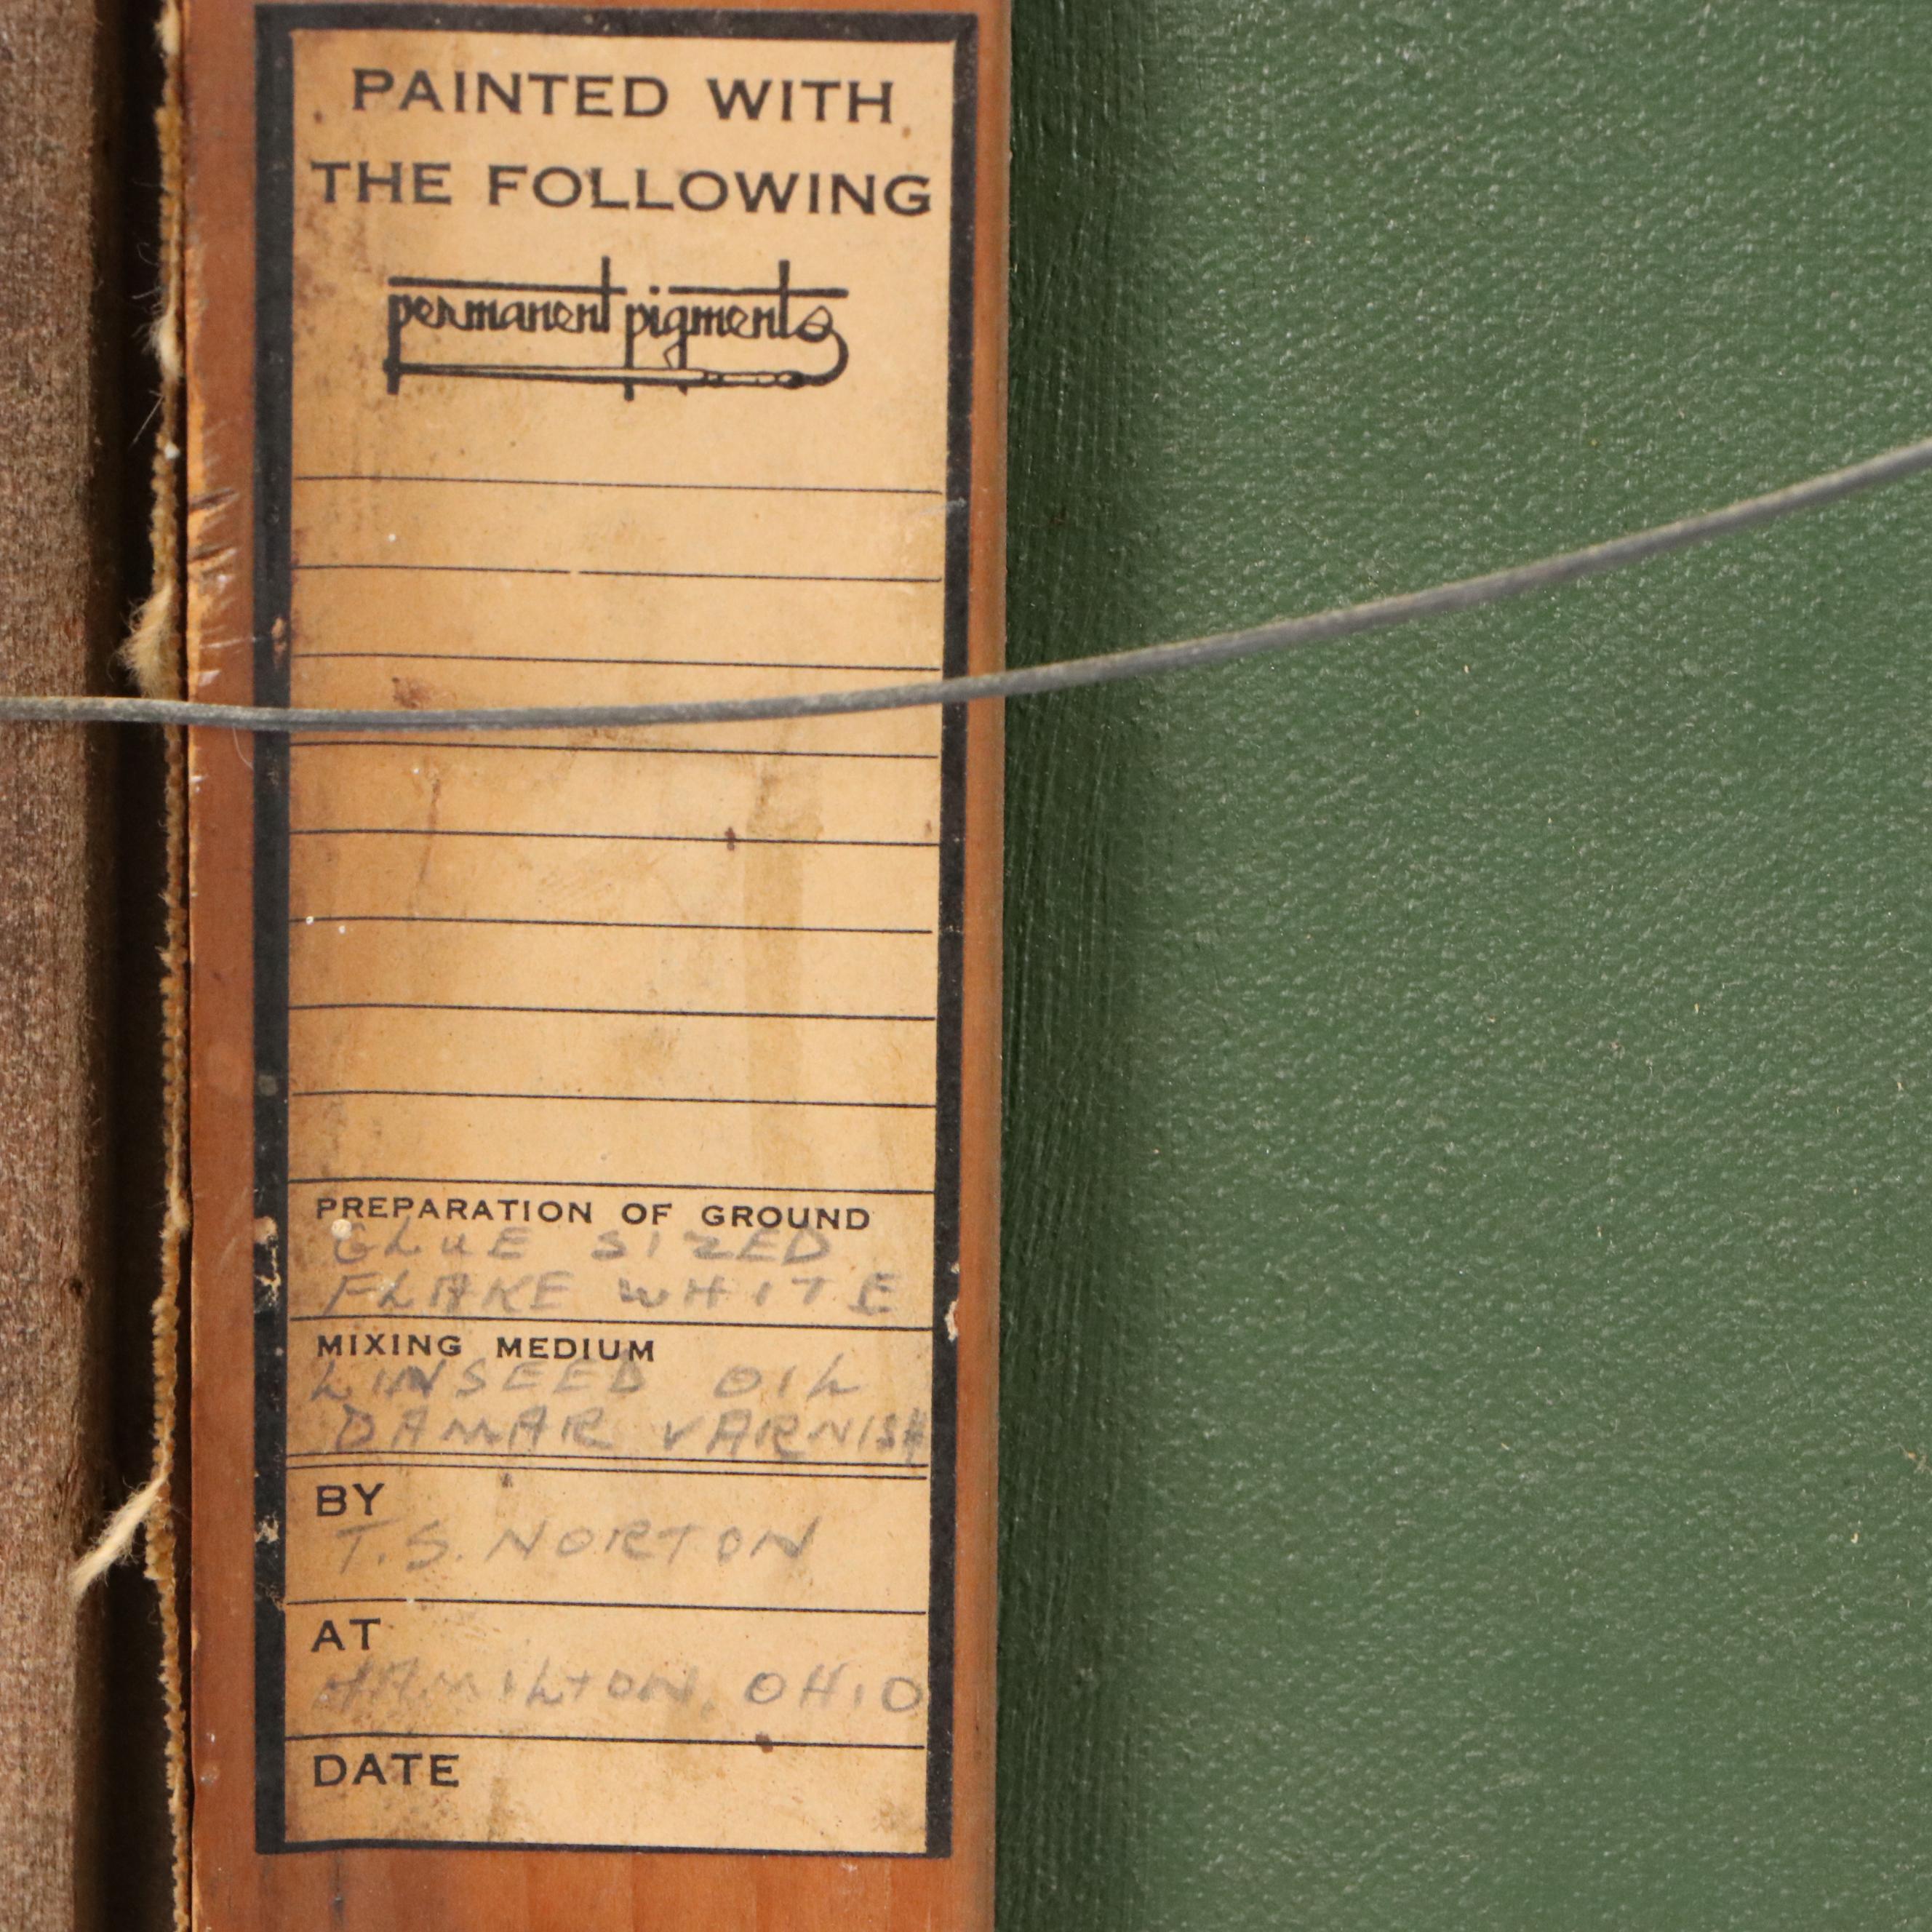 PAINTED WITH
THE FOLLOWING
permanent pigments
PREPARATION OF GROUND
GLUE SIZED
FLAKE WHITE
MIXING MEDIUM
LINSEED OIL
DAMAR VARNISH
BY
T.S. NORTON
AT
HAMILTON, OHIO
DATE